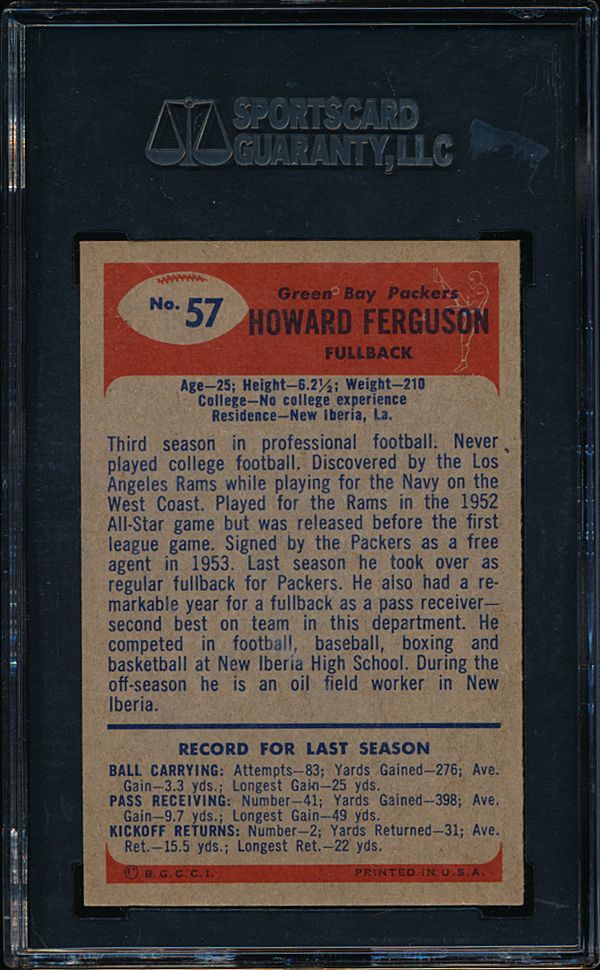 SPORTSCARD
GUARANTY, LLC
No. 57
Green Bay Packers
HOWARD FERGUSON
FULLBACK
Age—25; Height—6.2½; Weight—210
College—No college experience
Residence—New Iberia, La.
Third season in professional football. Never
played college football. Discovered by the Los
Angeles Rams while playing for the Navy on the
West Coast. Played for the Rams in the 1952
All-Star game but was released before the first
league game. Signed by the Packers as a free
agent in 1953. Last season he took over as
regular fullback for Packers. He also had a re-
markable year for a fullback as a pass receiver—
second best on team in this department. He
competed in football, baseball, boxing and
basketball at New Iberia High School. During the
off-season he is an oil field worker in New
Iberia.
RECORD FOR LAST SEASON
BALL CARRYING: Attempts—83; Yards Gained—276; Ave.
Gain—3.3 yds.; Longest Gain—25 yds.
PASS RECEIVING: Number—41; Yards Gained—398; Ave.
Gain—9.7 yds.; Longest Gain—49 yds.
KICKOFF RETURNS: Number—2; Yards Returned—31; Ave.
Ret.—15.5 yds.; Longest Ret.—22 yds.
© B.G.C.C.I. PRINTED IN U.S.A.